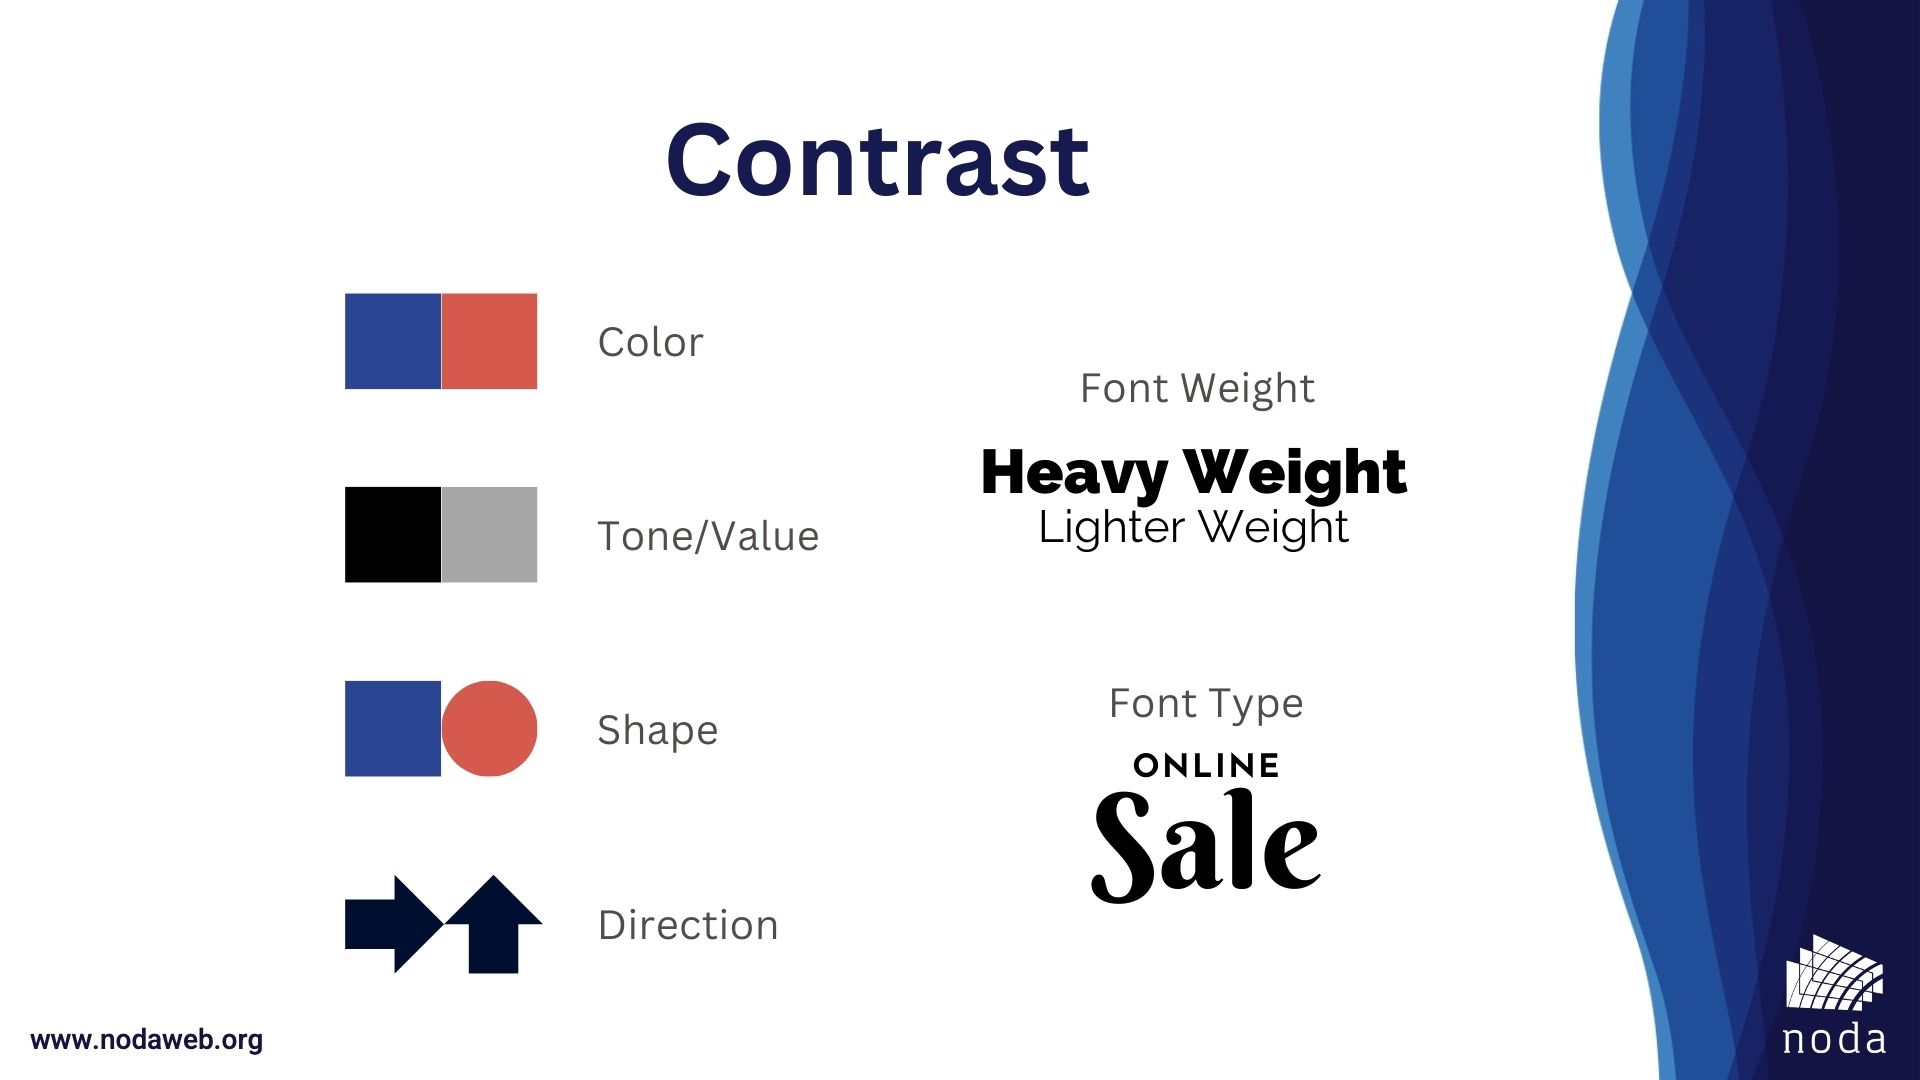 Contrast
Color
Tone/Value
Shape
Direction
Font Weight
Heavy Weight
Lighter Weight
Font Type
ONLINE
Sale
www.nodaweb.org
noda